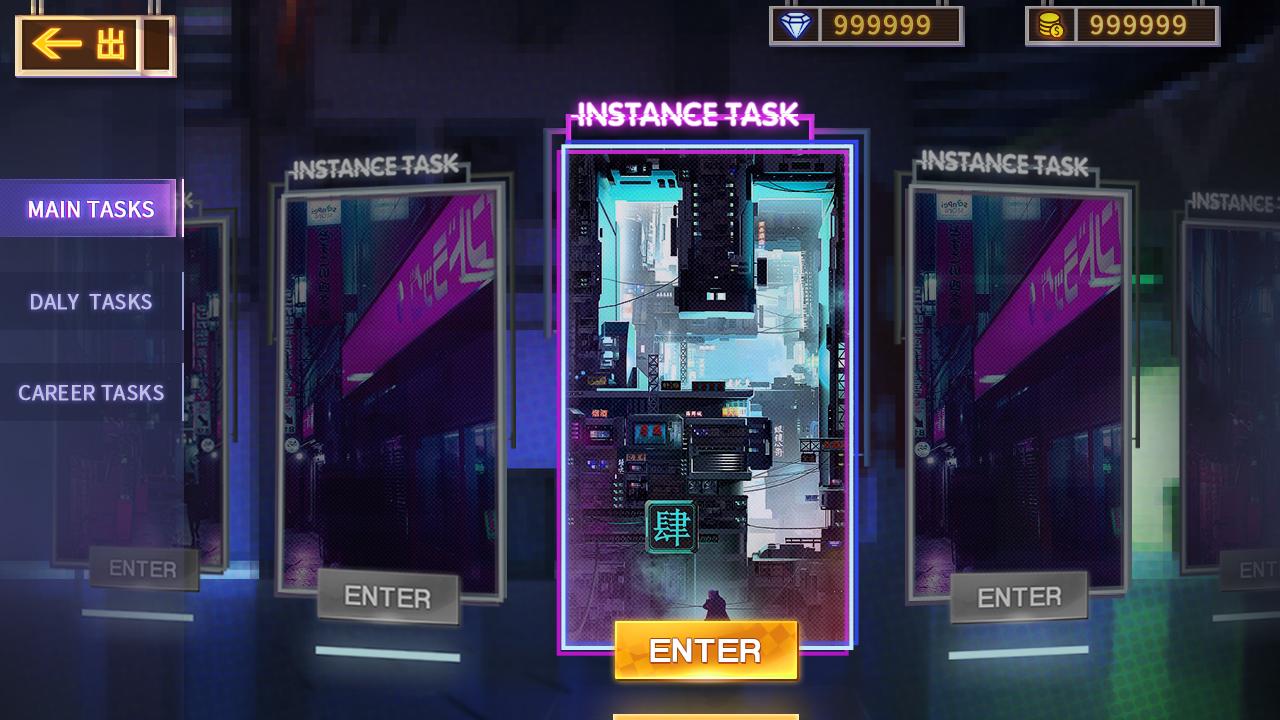 出
999999
999999
INSTANCE TASK
INSTANCE TASK
INSTANCE TASK
INSTANCE
MAIN TASKS
DALY TASKS
CAREER TASKS
肆
ENTER
ENTER
ENTER
ENTER
ENT